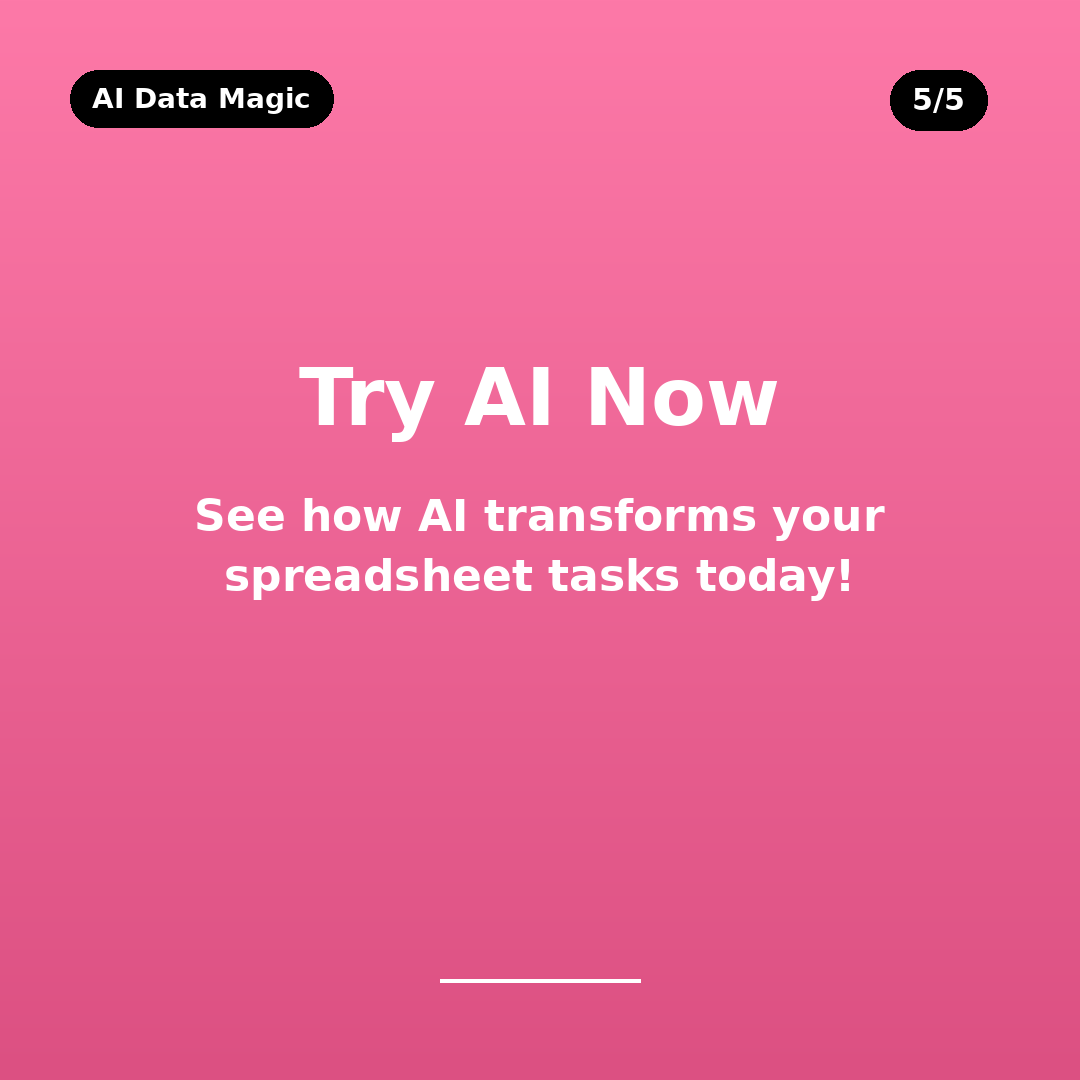 AI Data Magic
5/5
Try AI Now
See how AI transforms your
spreadsheet tasks today!